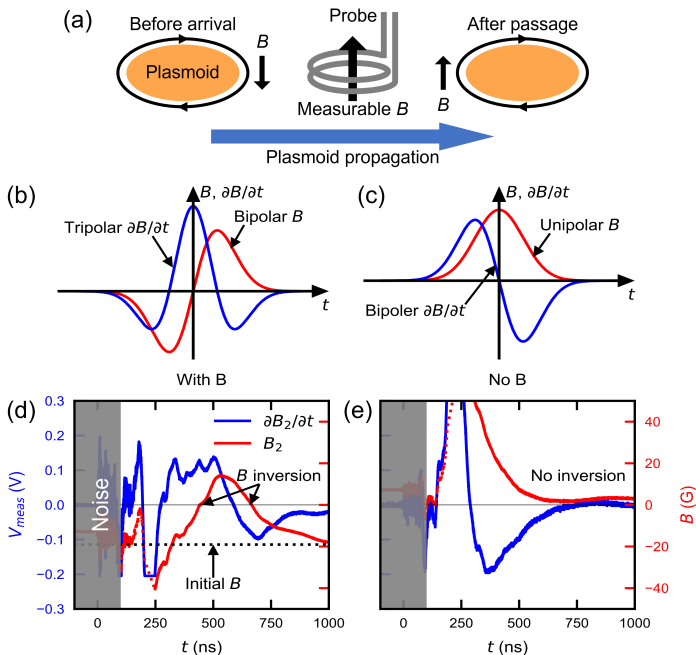 (a)
Before arrival
Probe
After passage
B
Plasmoid
B
Measurable B
Plasmoid propagation
(b)
B, ∂B/∂t
Tripolar ∂B/∂t
Bipolar B
t
With B
(c)
B, ∂B/∂t
Unipolar B
Bipoler ∂B/∂t
t
No B
(d)
0.3
0.2
0.1
0.0
−0.1
−0.2
−0.3
Vmeas (V)
Noise
∂B₂/∂t
B₂
B inversion
Initial B
0 250 500 750 1000
t (ns)
(e)
No inversion
40
20
0
−20
−40
B (G)
0 250 500 750 1000
t (ns)